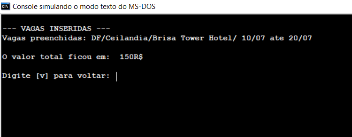 Console simulando o modo texto do MS-DOS
--- VAGAS INSERIDAS ---
Vagas preenchidas: DF/Ceilandia/Brisa Tower Hotel/ 10/07 ate 20/07
O valor total ficou em:  150R$
Digite [v] para voltar: